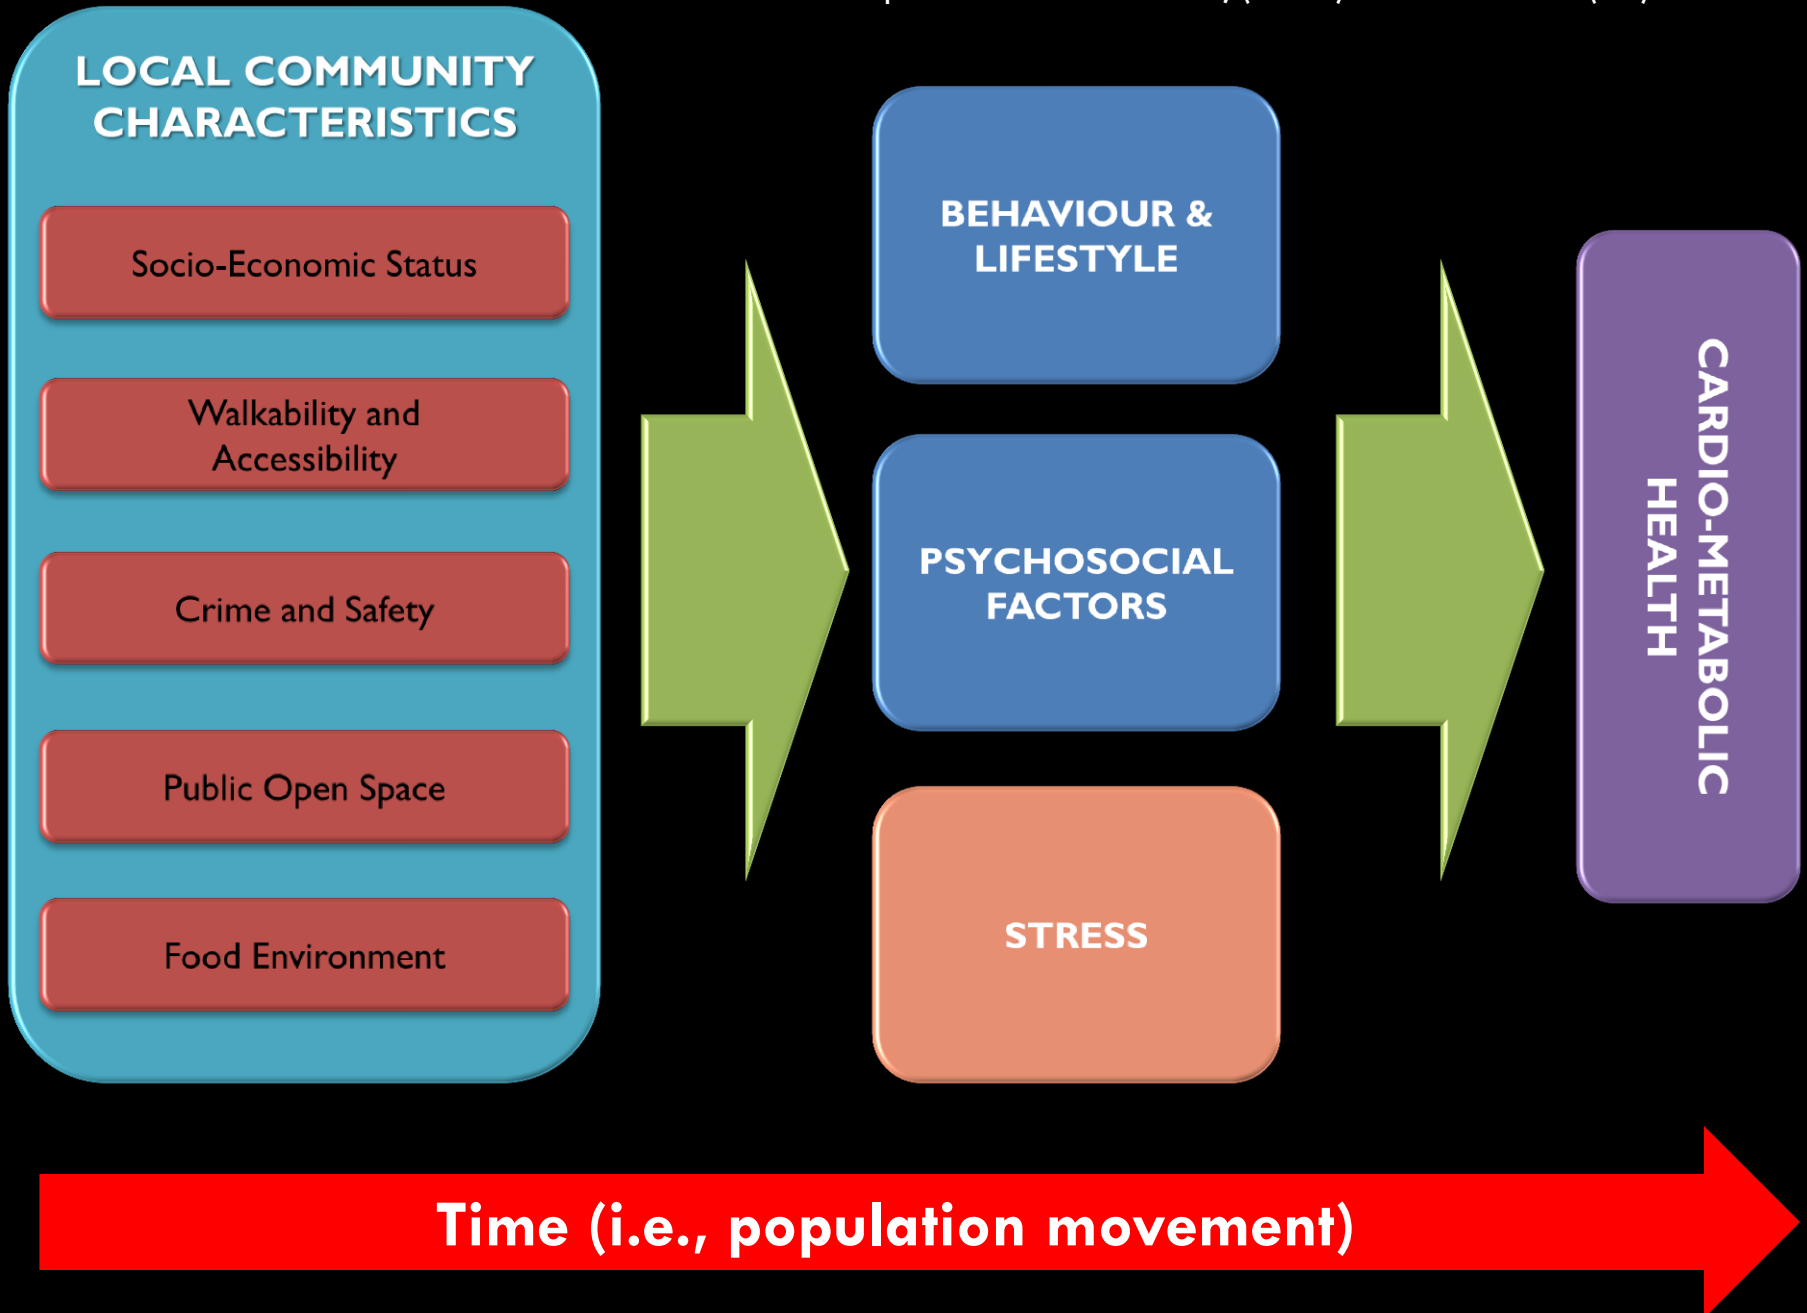 LOCAL COMMUNITY
CHARACTERISTICS
Socio-Economic Status
Walkability and
Accessibility
Crime and Safety
Public Open Space
Food Environment
BEHAVIOUR &
LIFESTYLE
PSYCHOSOCIAL
FACTORS
STRESS
CARDIO-METABOLIC
HEALTH
Time (i.e., population movement)